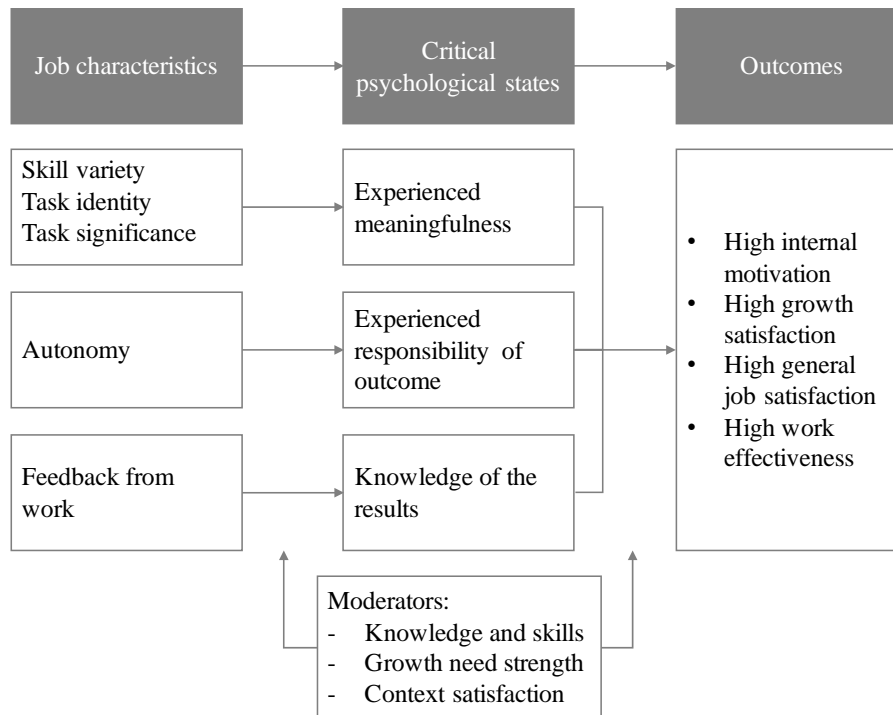 Job characteristics
Critical
psychological states
Outcomes
Skill variety
Task identity
Task significance
Experienced
meaningfulness
Autonomy
Experienced
responsibility of
outcome
Feedback from
work
Knowledge of the
results
• High internal
motivation
• High growth
satisfaction
• High general
job satisfaction
• High work
effectiveness
Moderators:
- Knowledge and skills
- Growth need strength
- Context satisfaction